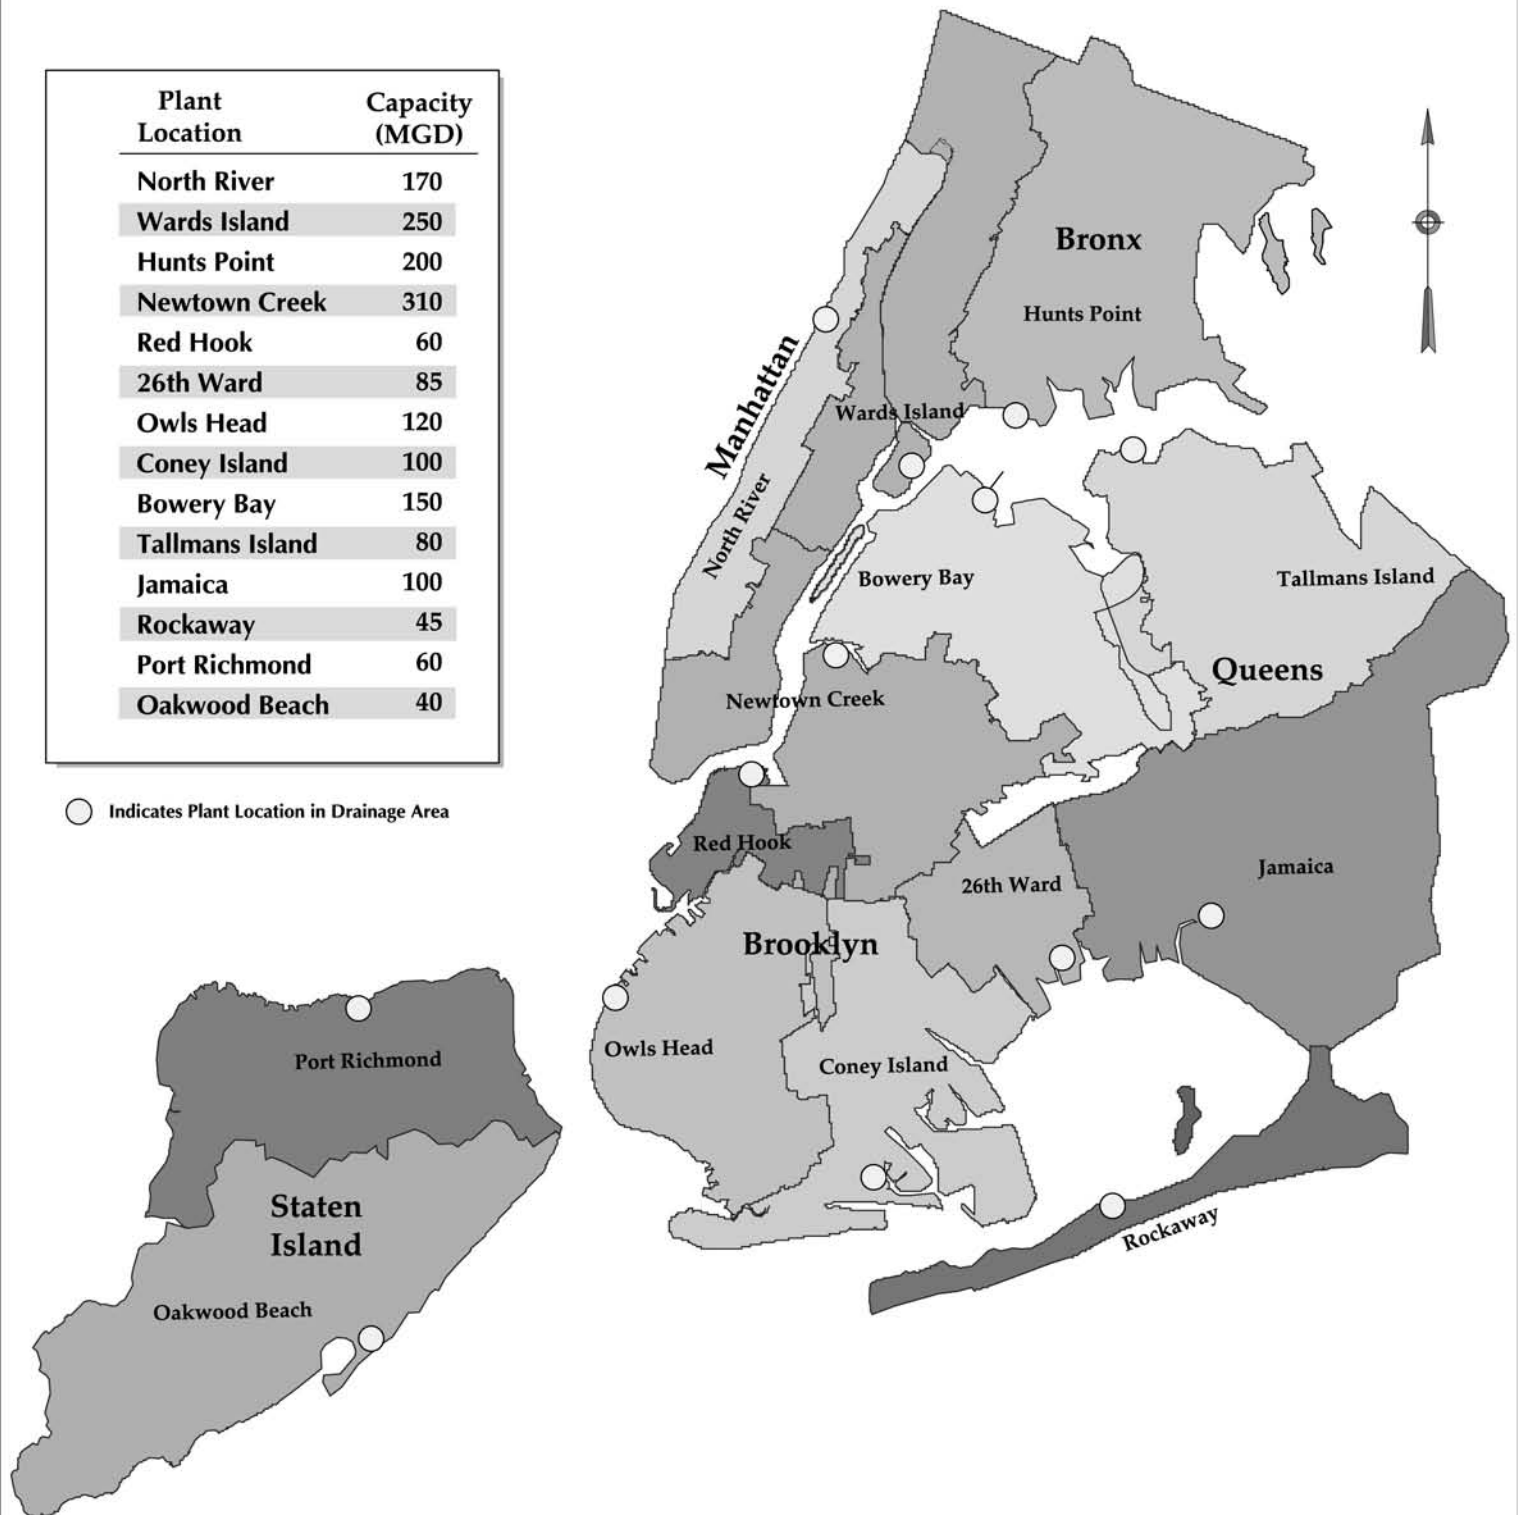 Plant Capacity
Location (MGD)
North River 170
Wards Island 250
Hunts Point 200
Newtown Creek 310
Red Hook 60
26th Ward 85
Owls Head 120
Coney Island 100
Bowery Bay 150
Tallmans Island 80
Jamaica 100
Rockaway 45
Port Richmond 60
Oakwood Beach 40
Indicates Plant Location in Drainage Area
Bronx
Hunts Point
Manhattan
Wards Island
North River
Bowery Bay
Tallmans Island
Queens
Newtown Creek
Red Hook
Jamaica
26th Ward
Brooklyn
Owls Head
Coney Island
Port Richmond
Staten
Island
Rockaway
Oakwood Beach